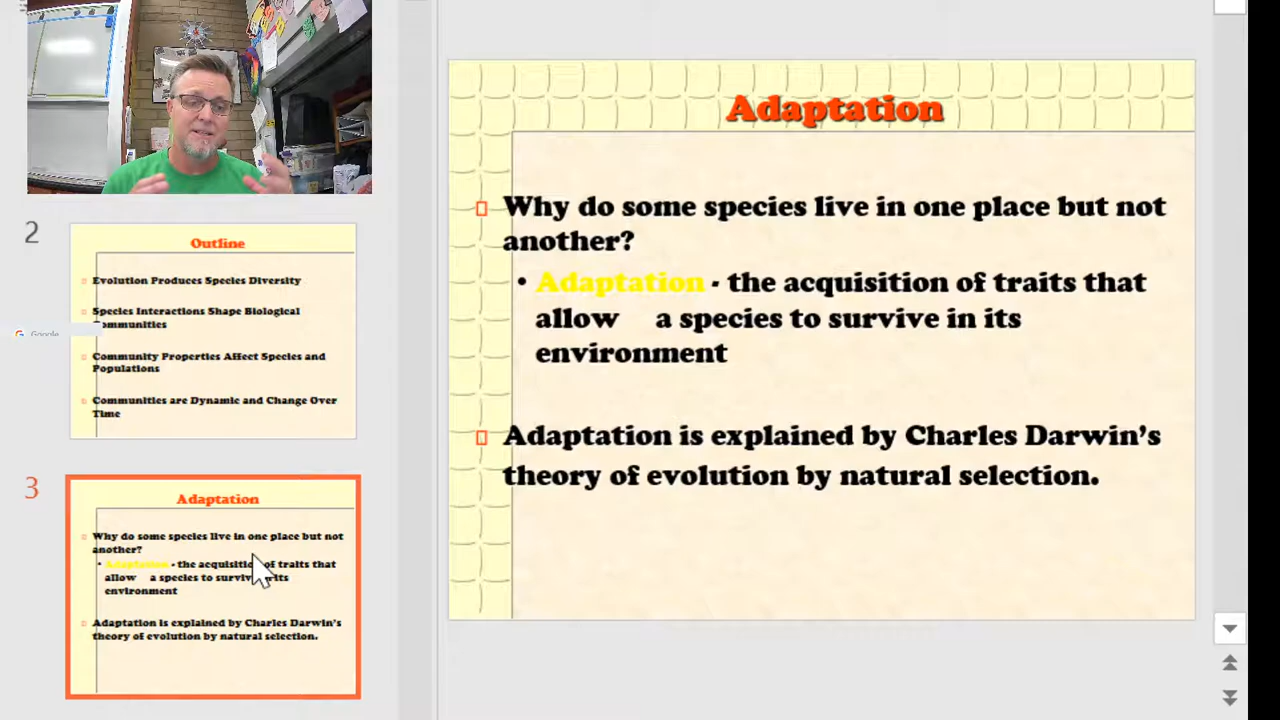 2
Outline
Evolution Produces Species Diversity
Species Interactions Shape Biological
ommunities
Google
Community Properties Affect Species and
Populations
Communities are Dynamic and Change Over
Time
3
Adaptation
Why do some species live in one place but not
another?
• Adaptation - the acquisition of traits that
allow a species to survive its
environment
Adaptation is explained by Charles Darwin's
theory of evolution by natural selection.
Adaptation
Why do some species live in one place but not
another?
• Adaptation - the acquisition of traits that
allow a species to survive in its
environment
Adaptation is explained by Charles Darwin's
theory of evolution by natural selection.